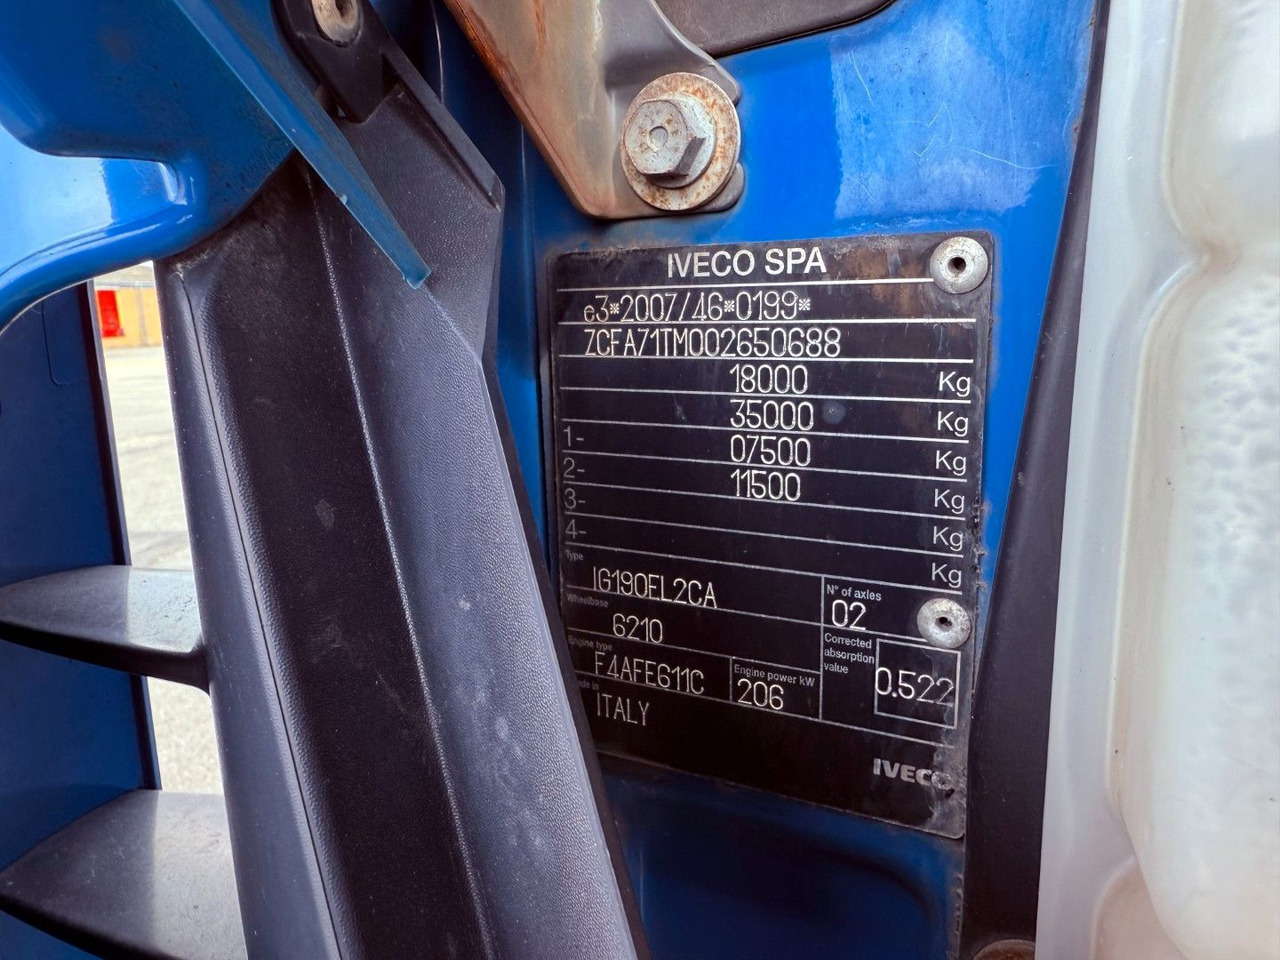 IVECO SPA
e3*2007/46*0199*
ZCFA71TM002650688
18000 Kg
35000 Kg
1- 07500 Kg
2- 11500 Kg
3- Kg
4- Kg
Type IG190EL2CA
N° of axles 02
Wheelbase 6210
Corrected absorption value 0.522
Engine type F4AFE611C
Engine power kW 206
ITALY
IVECO